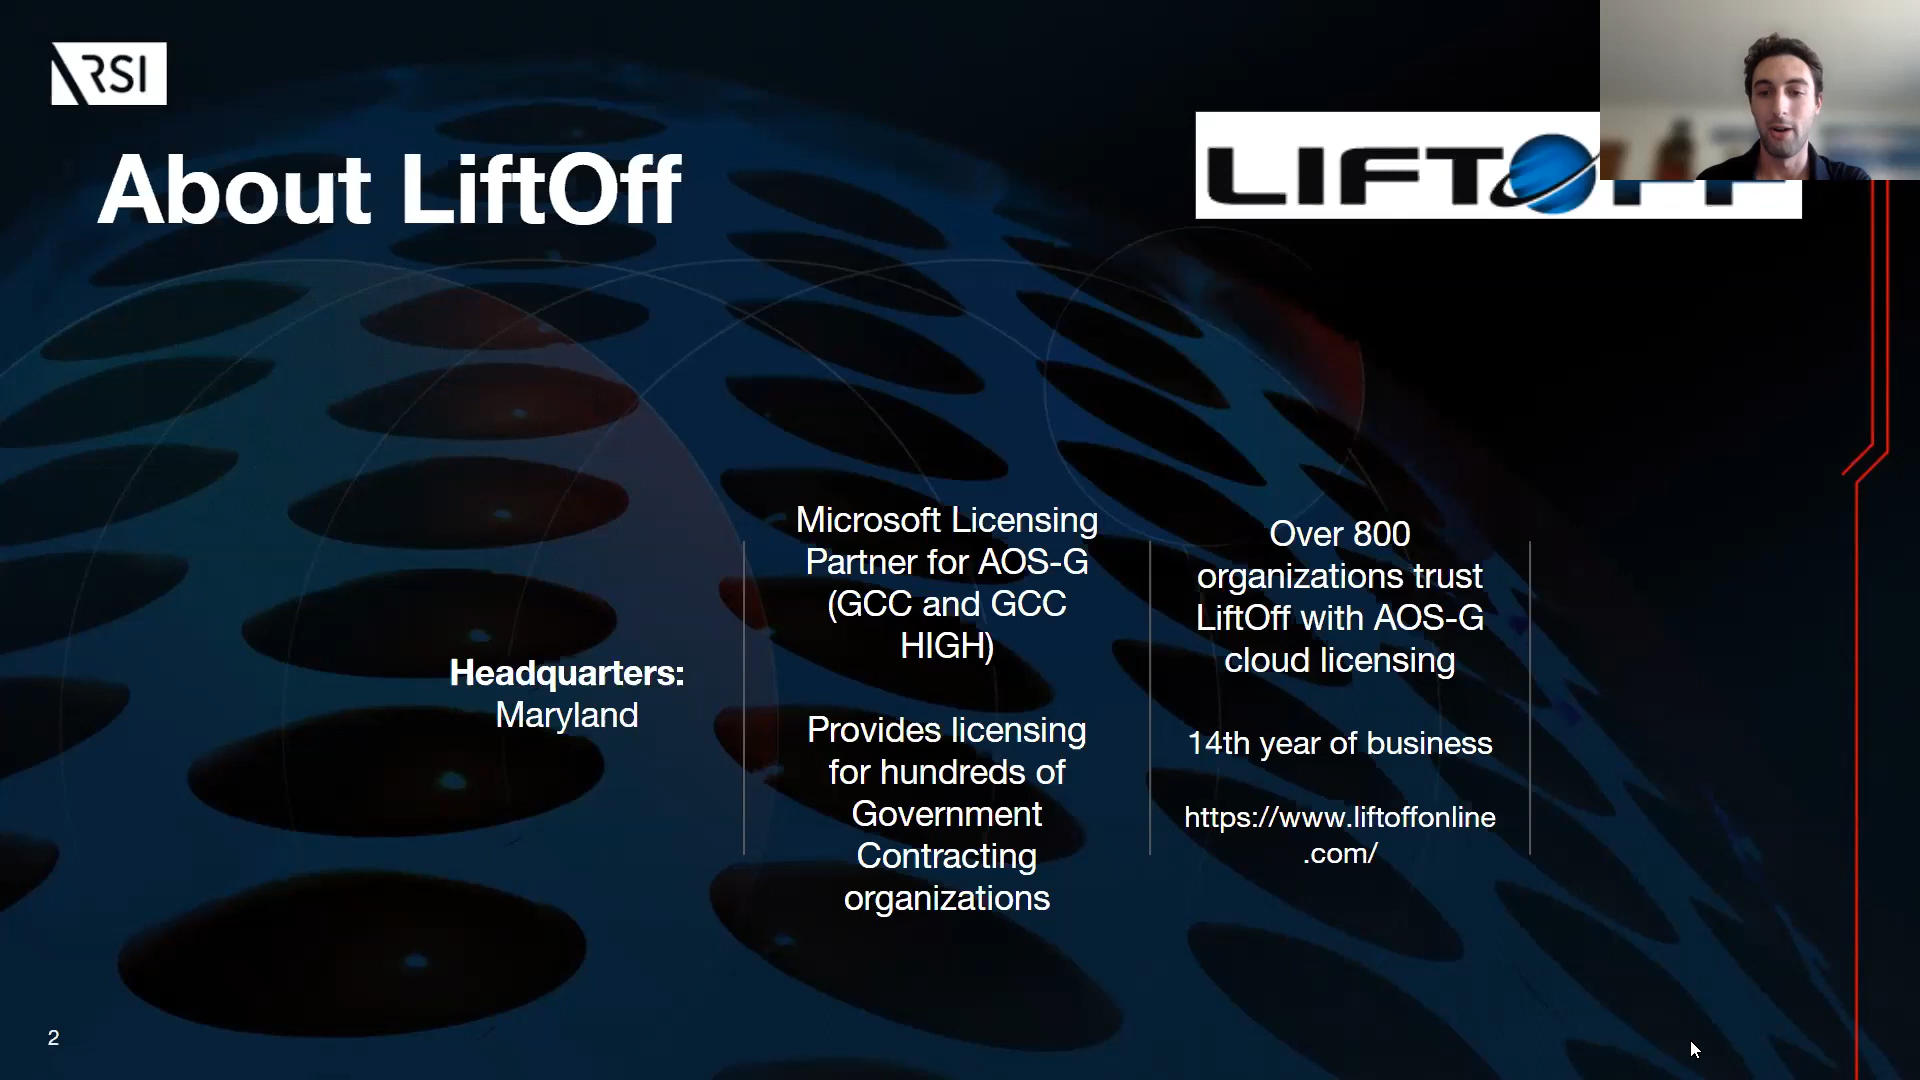 RSI
About LiftOff
LIFTOFF
Headquarters:
Maryland
Microsoft Licensing
Partner for AOS-G
(GCC and GCC
HIGH)
Provides licensing
for hundreds of
Government
Contracting
organizations
Over 800
organizations trust
LiftOff with AOS-G
cloud licensing
14th year of business
https://www.liftoffonline
.com/
2